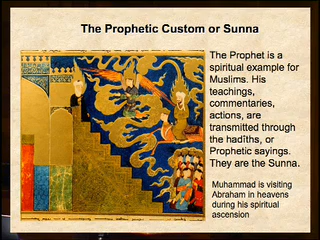 The Prophetic Custom or Sunna
The Prophet is a
spiritual example for
Muslims. His
teachings,
commentaries,
actions, are
transmitted through
the hadîths, or
Prophetic sayings.
They are the Sunna.
Muhammad is visiting
Abraham in heavens
during his spiritual
ascension